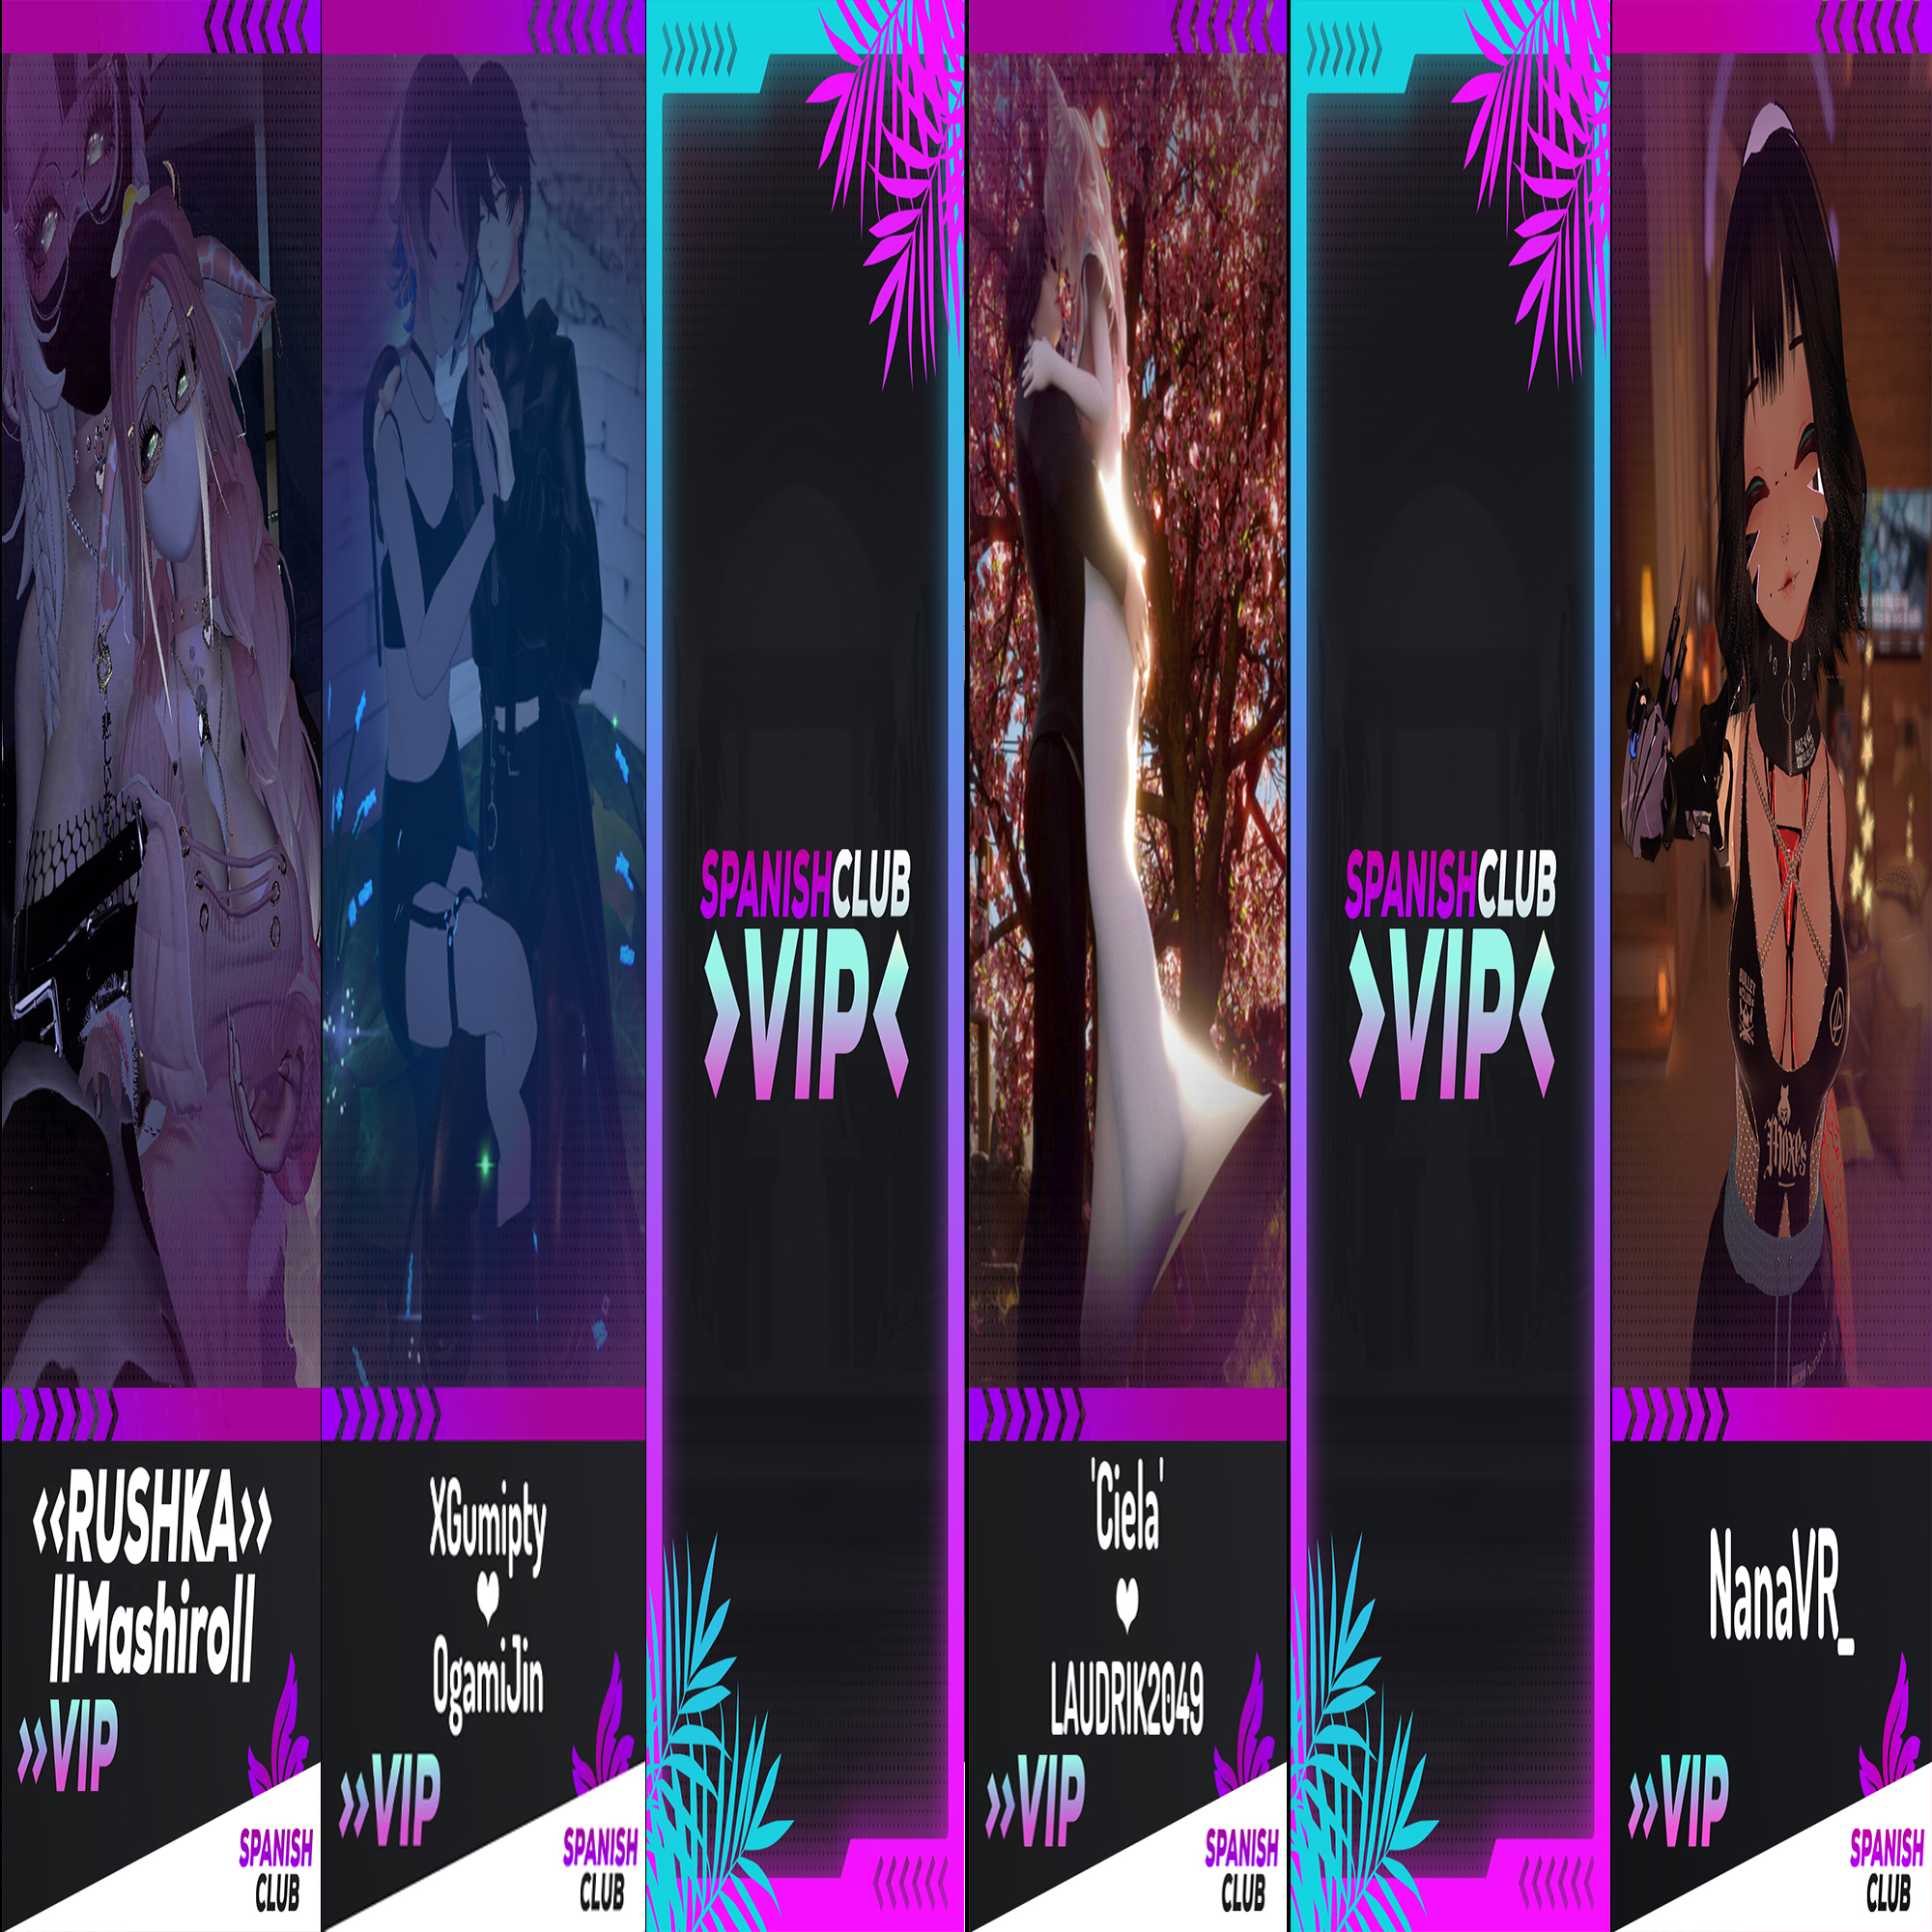 ‹‹RUSHKA››
||Mashiro||
››VIP
SPANISH
CLUB
XGumipty
❤
OgamiJin
››VIP
SPANISH
CLUB
SPANISHCLUB
›VIP‹
'Ciela'
❤
LAUDRIK2049
››VIP
SPANISH
CLUB
SPANISHCLUB
›VIP‹
Moxes
NanaVR_
››VIP
SPANISH
CLUB